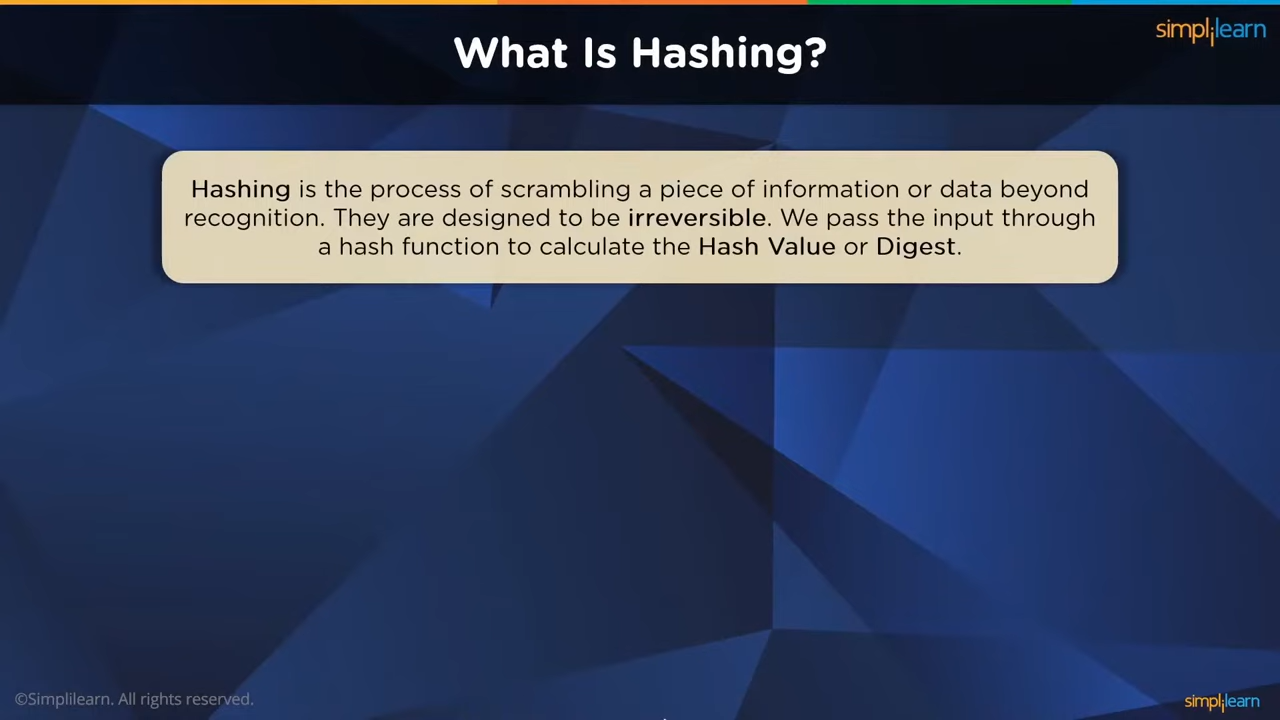 What Is Hashing?
simplilearn
Hashing is the process of scrambling a piece of information or data beyond
recognition. They are designed to be irreversible. We pass the input through
a hash function to calculate the Hash Value or Digest.
©Simplilearn. All rights reserved.
simplilearn